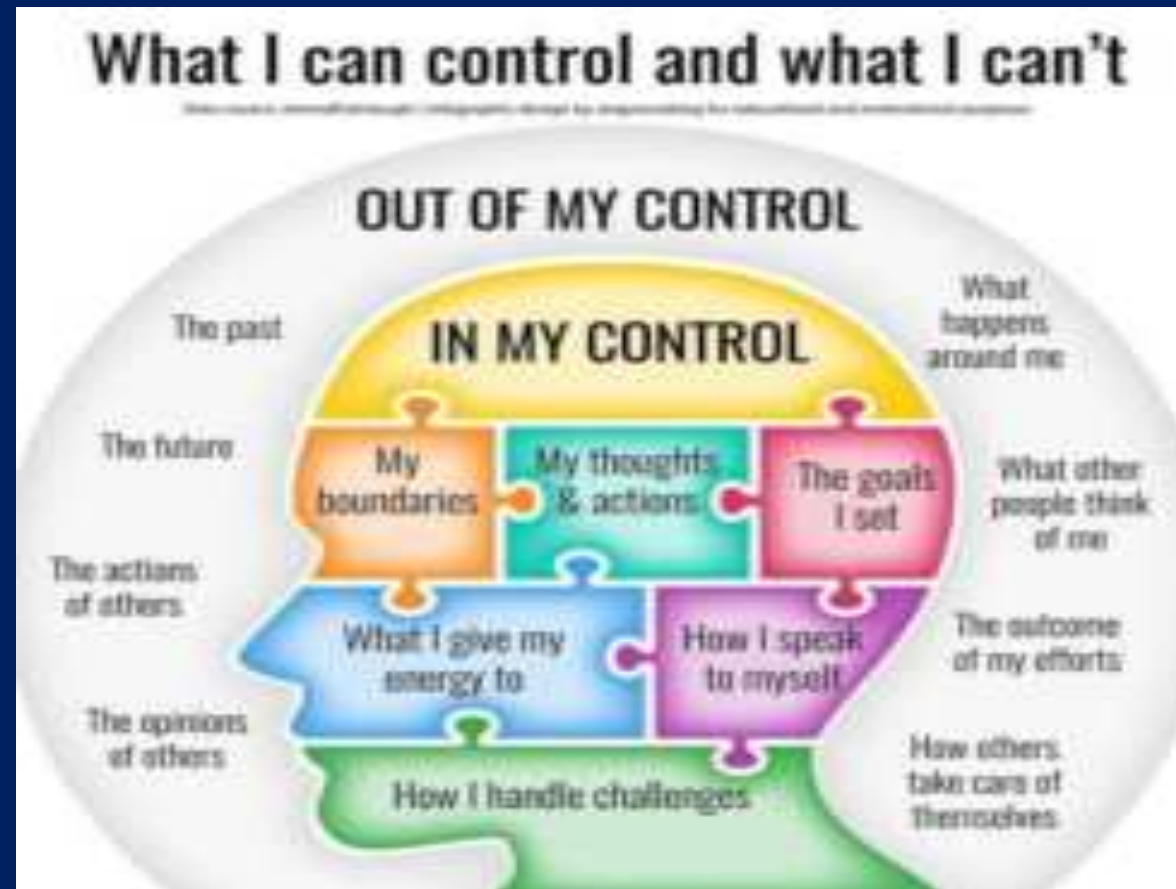 What I can control and what I can't
OUT OF MY CONTROL
IN MY CONTROL
The past
The future
The actions
of others
The opinions
of others
My
boundaries
My thoughts
& actions
The goals
I set
What I give my
energy to
How I speak
to myself
How I handle challenges
What
happens
around me
What other
people think
of me
The outcome
of my efforts
How others
take care of
themselves